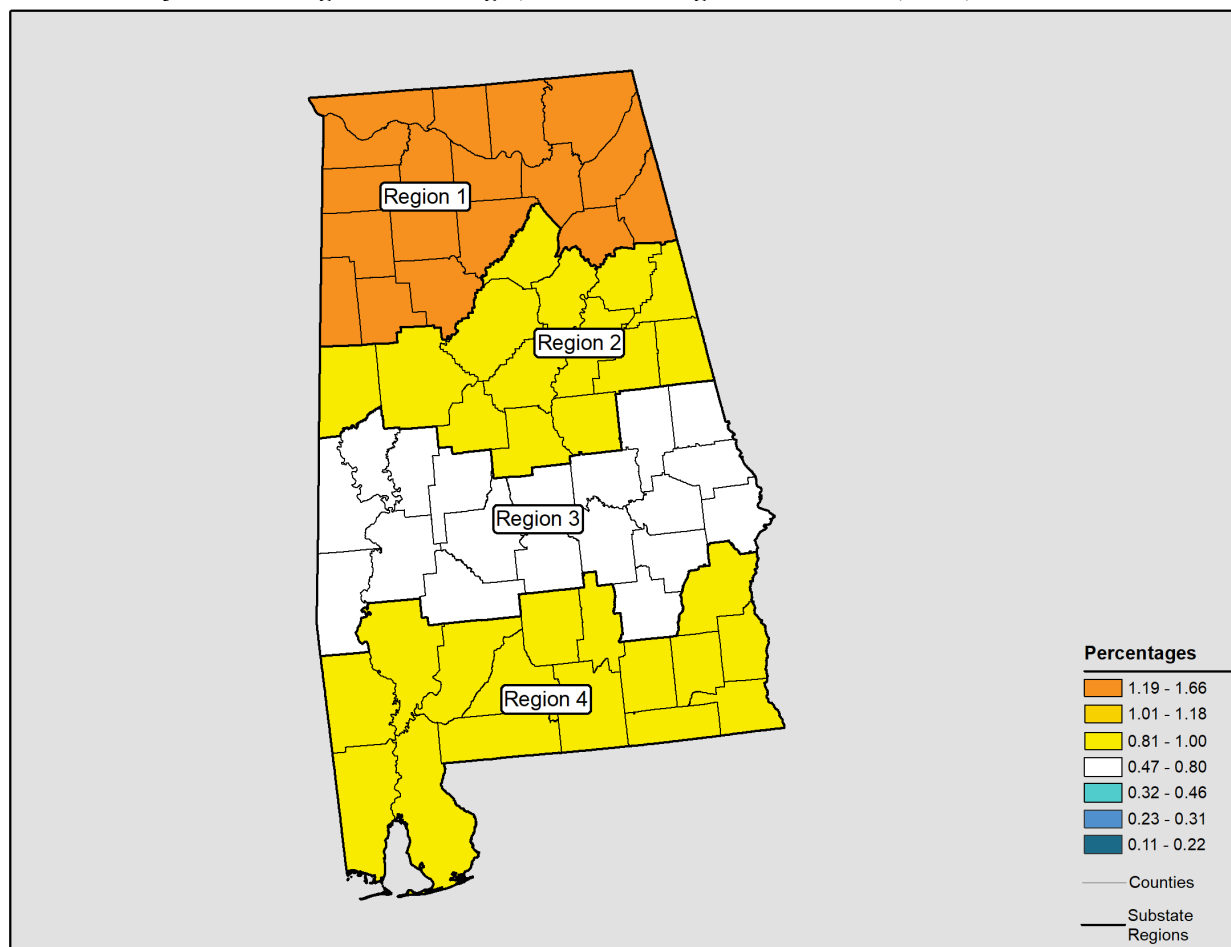 Region 1
Region 2
Region 3
Region 4
Percentages
1.19 - 1.66
1.01 - 1.18
0.81 - 1.00
0.47 - 0.80
0.32 - 0.46
0.23 - 0.31
0.11 - 0.22
Counties
Substate
Regions